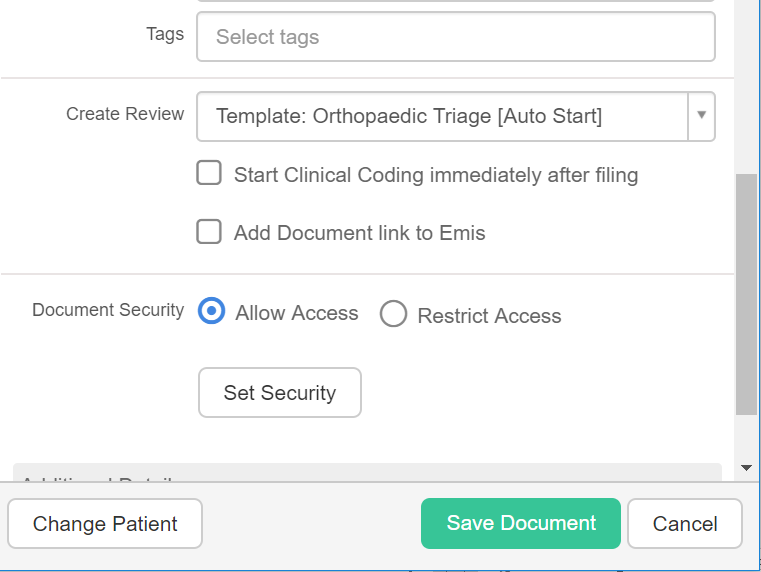 Tags
Select tags
Create Review
Template: Orthopaedic Triage [Auto Start]
Start Clinical Coding immediately after filing
Add Document link to Emis
Document Security
Allow Access
Restrict Access
Set Security
Change Patient
Save Document
Cancel